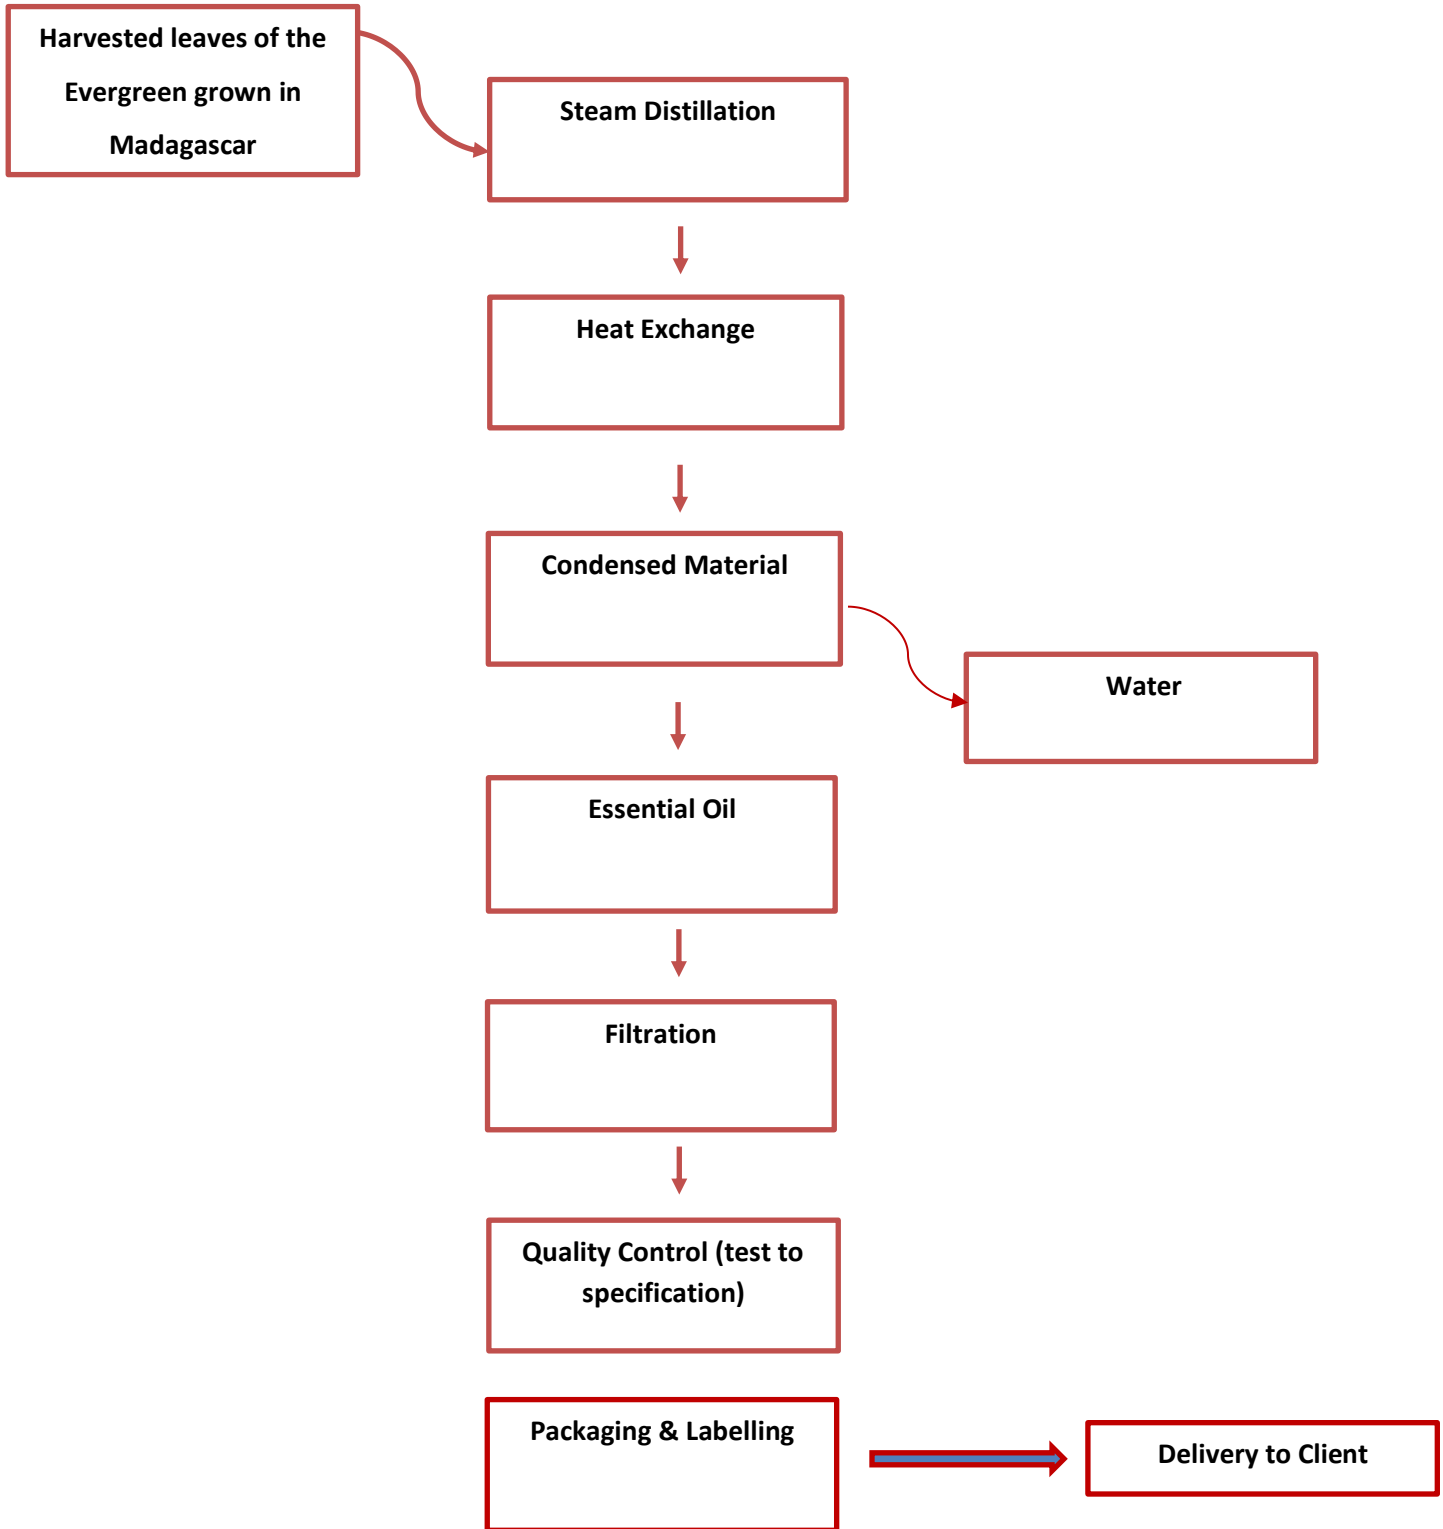 Harvested leaves of the
Evergreen grown in
Madagascar
Steam Distillation
Heat Exchange
Condensed Material
Water
Essential Oil
Filtration
Quality Control (test to
specification)
Packaging & Labelling
Delivery to Client